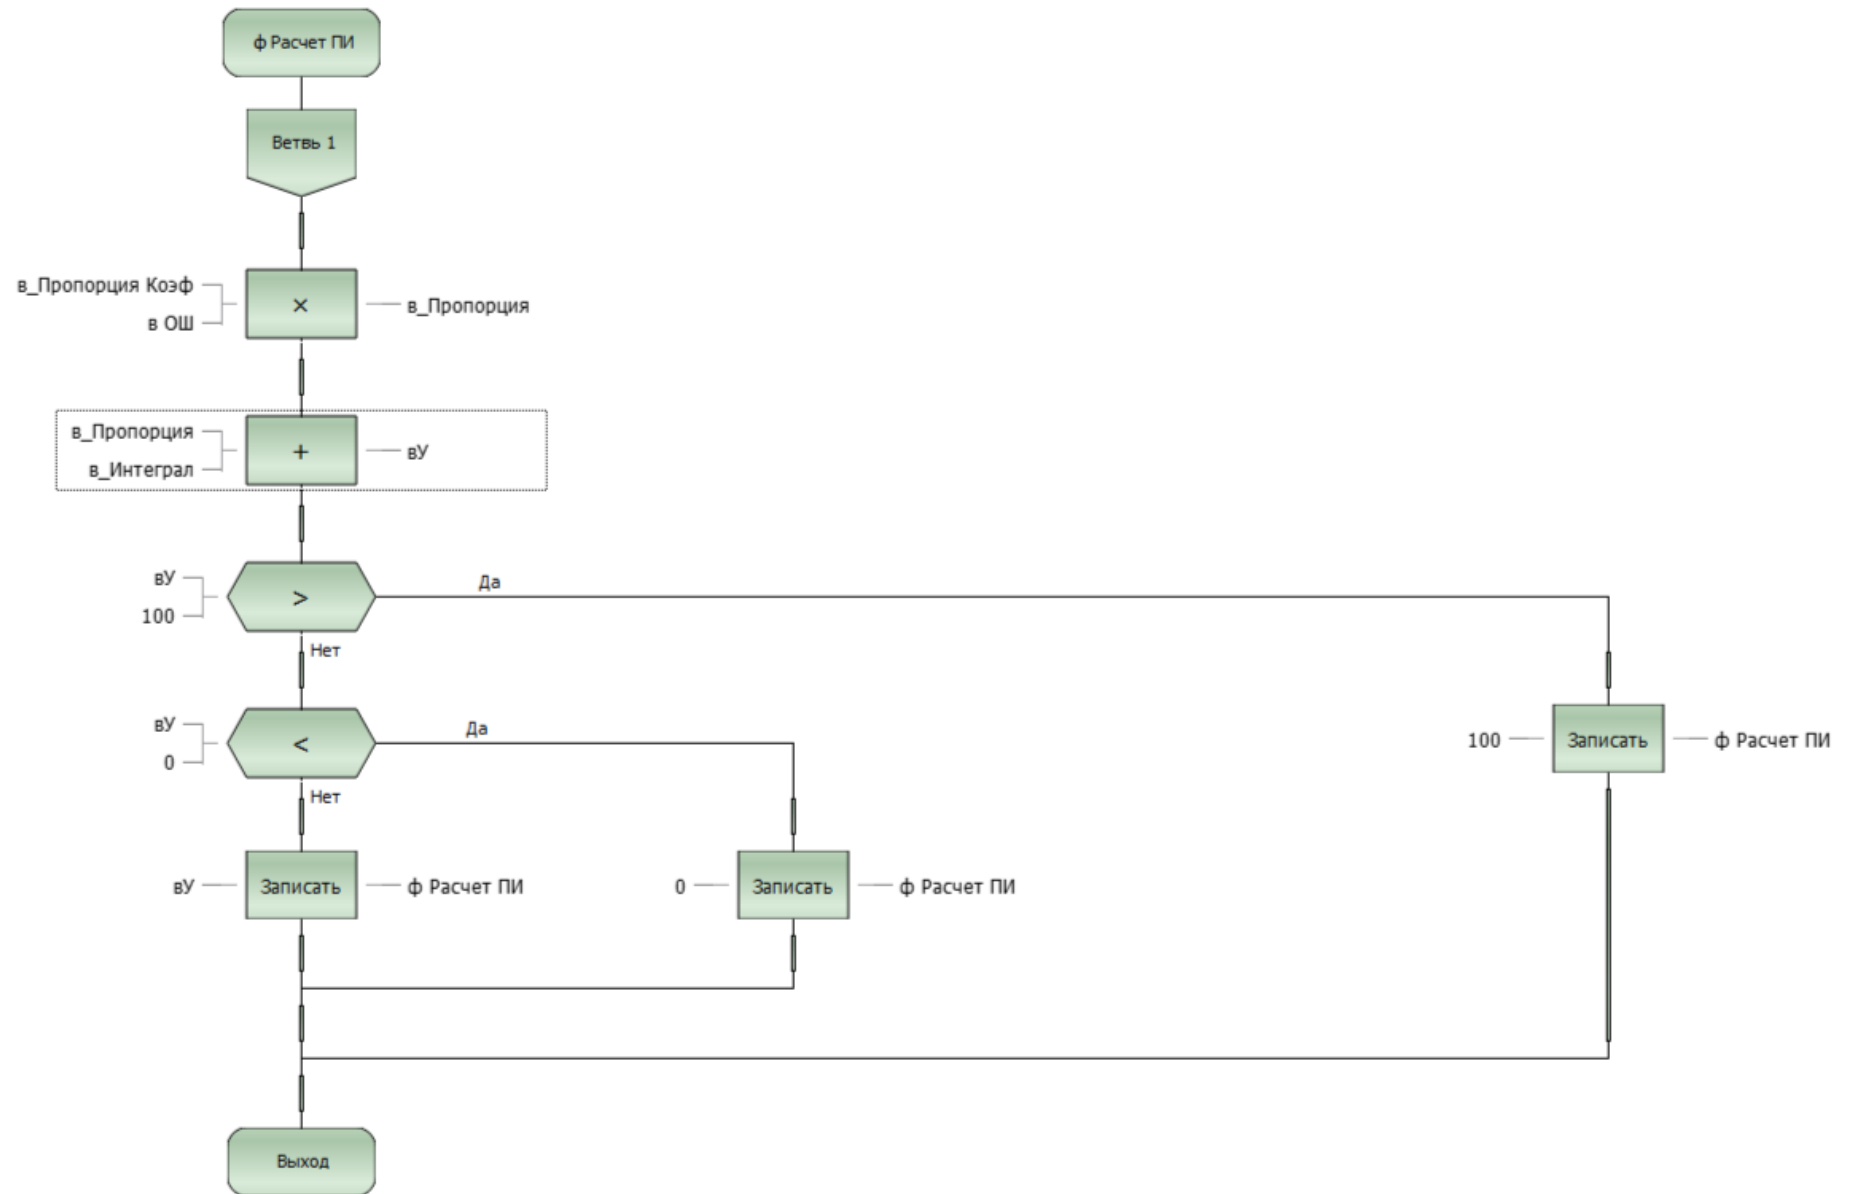 ф Расчет ПИ
Ветвь 1
в_Пропорция Коэф
в ОШ
×
в_Пропорция
в_Пропорция
в_Интеграл
+
вУ
вУ
100
>
Да
Нет
вУ
0
<
Да
Нет
100
Записать
ф Расчет ПИ
вУ
Записать
ф Расчет ПИ
0
Записать
ф Расчет ПИ
Выход